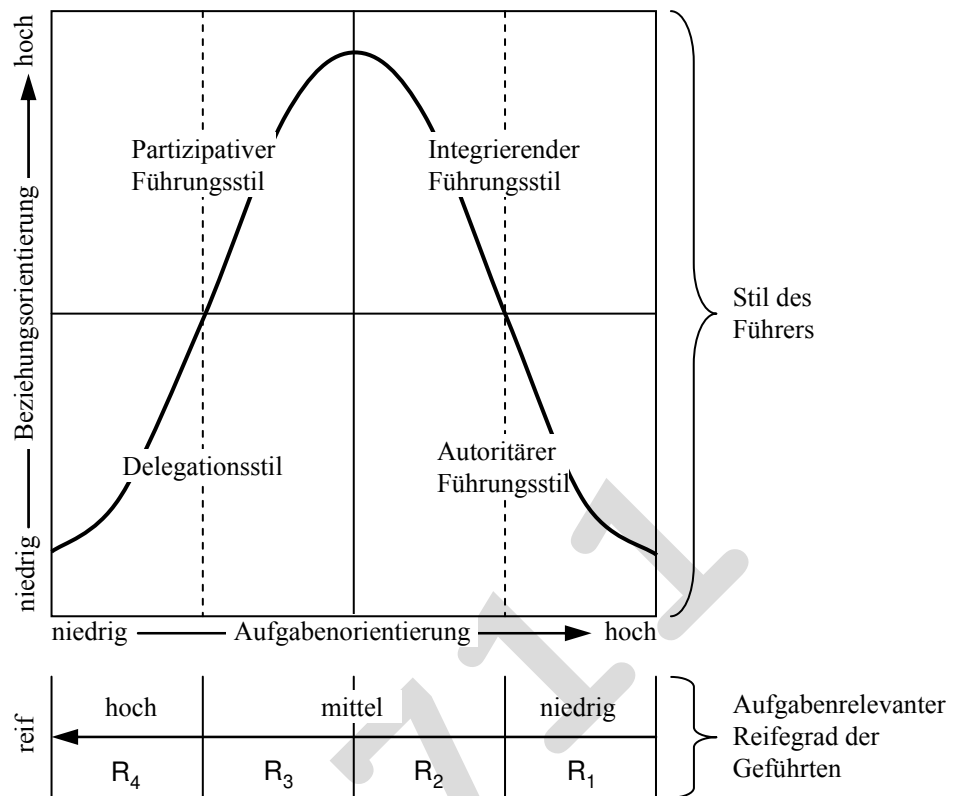 hoch
Beziehungsorientierung
niedrig
Partizipativer
Führungsstil
Integrierender
Führungsstil
Delegationsstil
Autoritärer
Führungsstil
Stil des
Führers
niedrig Aufgabenorientierung hoch
reif
hoch mittel niedrig
R4 R3 R2 R1
Aufgabenrelevanter
Reifegrad der
Geführten
711